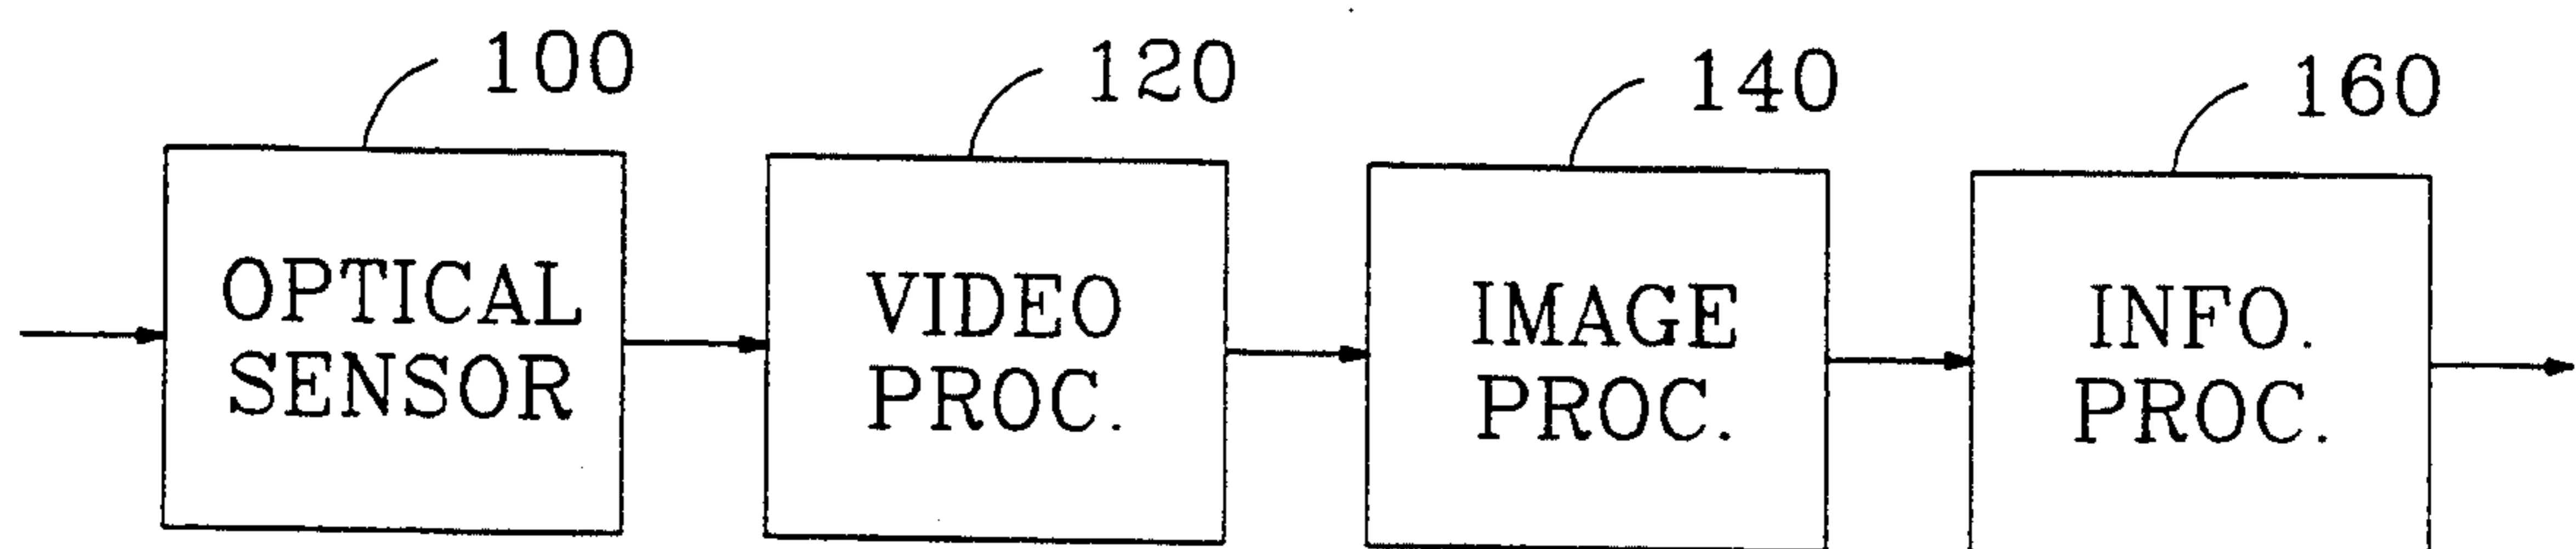 100
120
140
160
OPTICAL
SENSOR
VIDEO
PROC.
IMAGE
PROC.
INFO.
PROC.